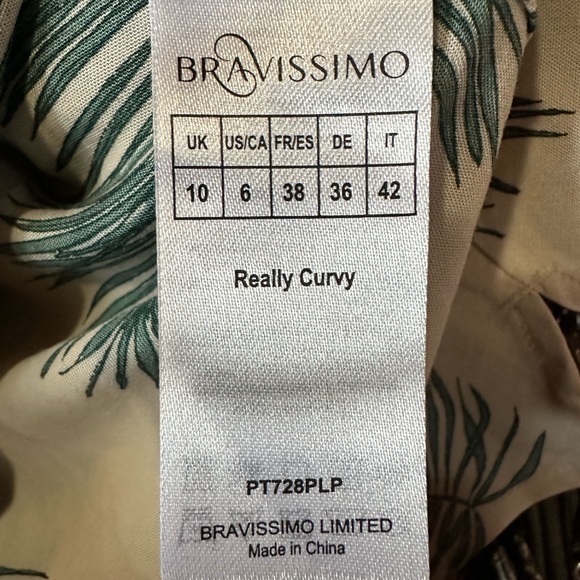 BRAVISSIMO
UK US/CA FR/ES DE IT
10 6 38 36 42
Really Curvy
PT728PLP
BRAVISSIMO LIMITED
Made in China